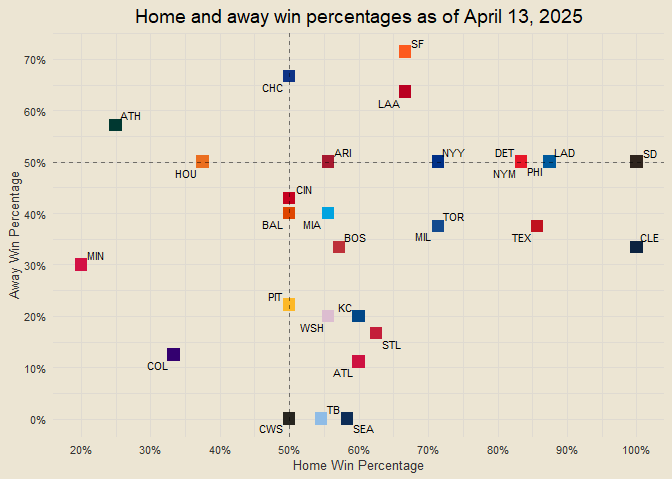 Home and away win percentages as of April 13, 2025
SF
70%
CHC
LAA
60%
ATH
ARI
NYY
DET
LAD
SD
50%
HOU
NYM
PHI
CIN
40%
BAL
MIA
TOR
MIL
TEX
BOS
CLE
Away Win Percentage
MIN
30%
PIT
KC
20%
WSH
STL
COL
ATL
10%
TB
0%
CWS
SEA
20%
30%
40%
50%
60%
70%
80%
90%
100%
Home Win Percentage